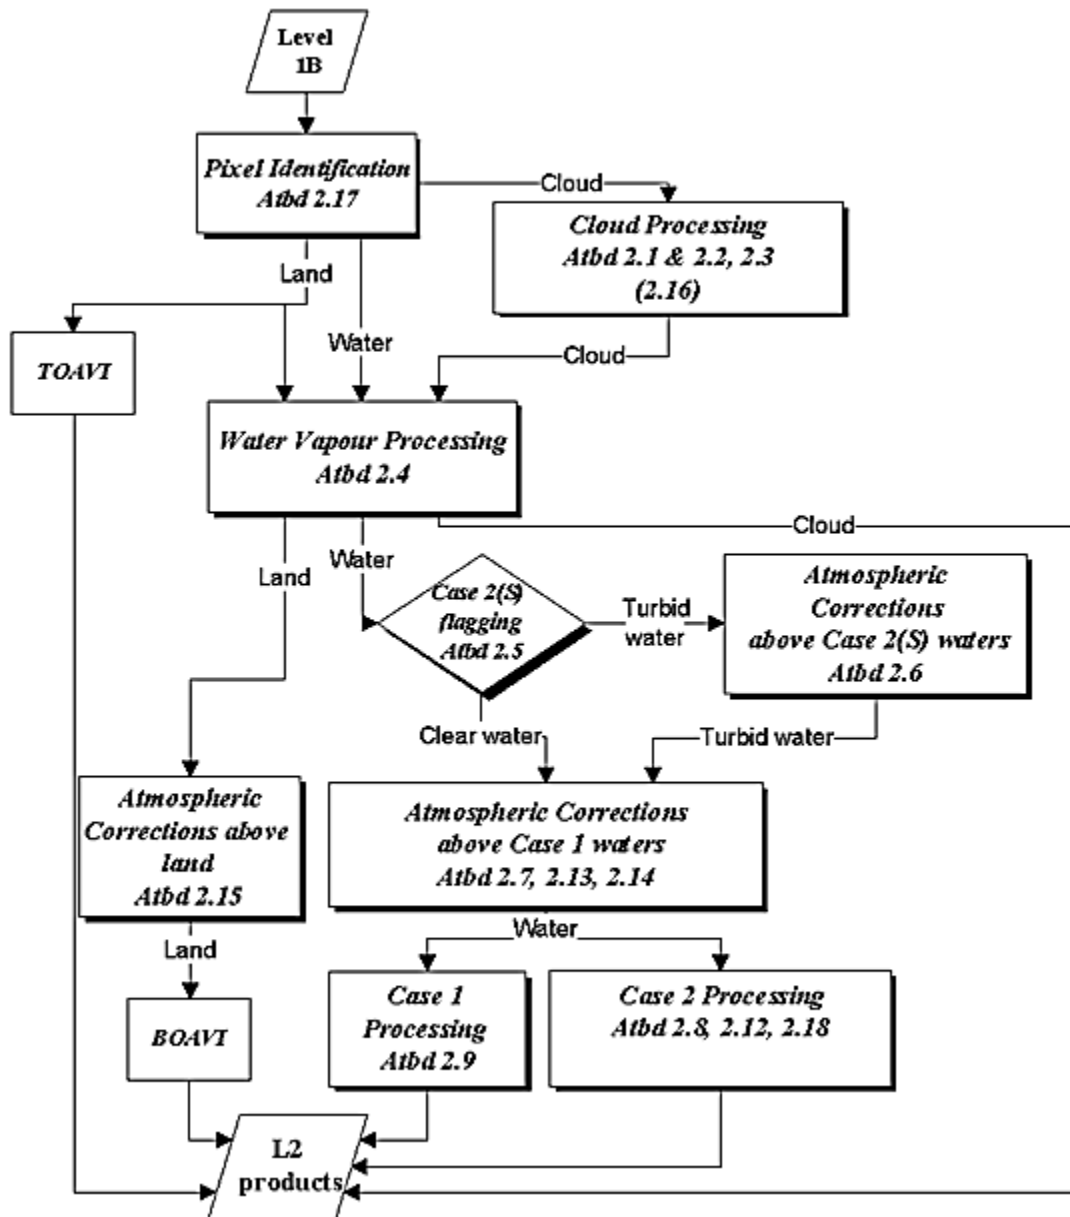 Level
1B
Pixel Identification
Atbd 2.17
Cloud
Cloud Processing
Atbd 2.1 & 2.2, 2.3
(2.16)
Land
Water
Cloud
TOAVI
Water Vapour Processing
Atbd 2.4
Cloud
Land
Water
Case 2(S)
flagging
Atbd 2.5
Turbid
water
Atmospheric
Corrections
above Case 2(S) waters
Atbd 2.6
Clear water
Turbid water
Atmospheric
Corrections above
land
Atbd 2.15
Atmospheric Corrections
above Case 1 waters
Atbd 2.7, 2.13, 2.14
Land
Water
BOAVI
Case 1
Processing
Atbd 2.9
Case 2 Processing
Atbd 2.8, 2.12, 2.18
L2
products